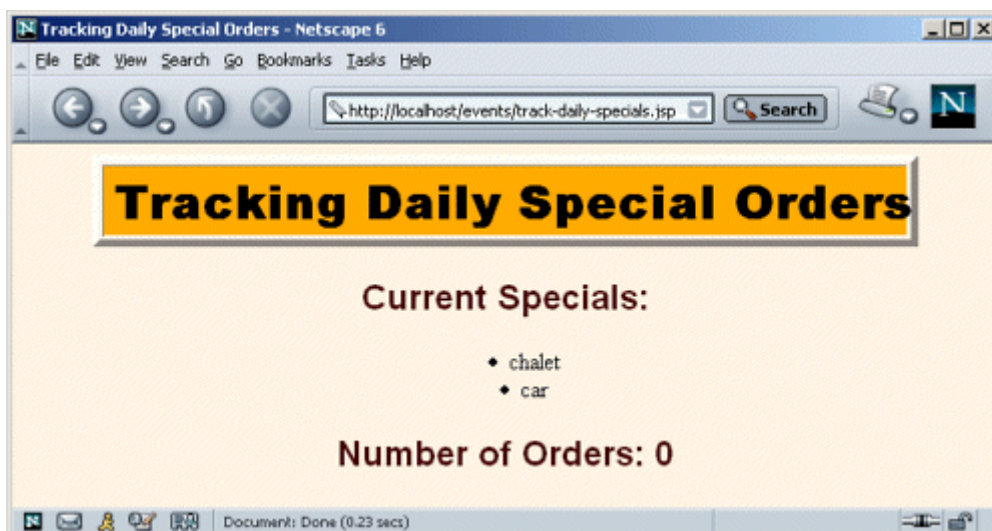 Tracking Daily Special Orders - Netscape 6
File Edit View Search Go Bookmarks Tasks Help
http://localhost/events/track-daily-specials.jsp
Search
N
Tracking Daily Special Orders
Current Specials:
• chalet
• car
Number of Orders: 0
Document: Done (0.23 secs)